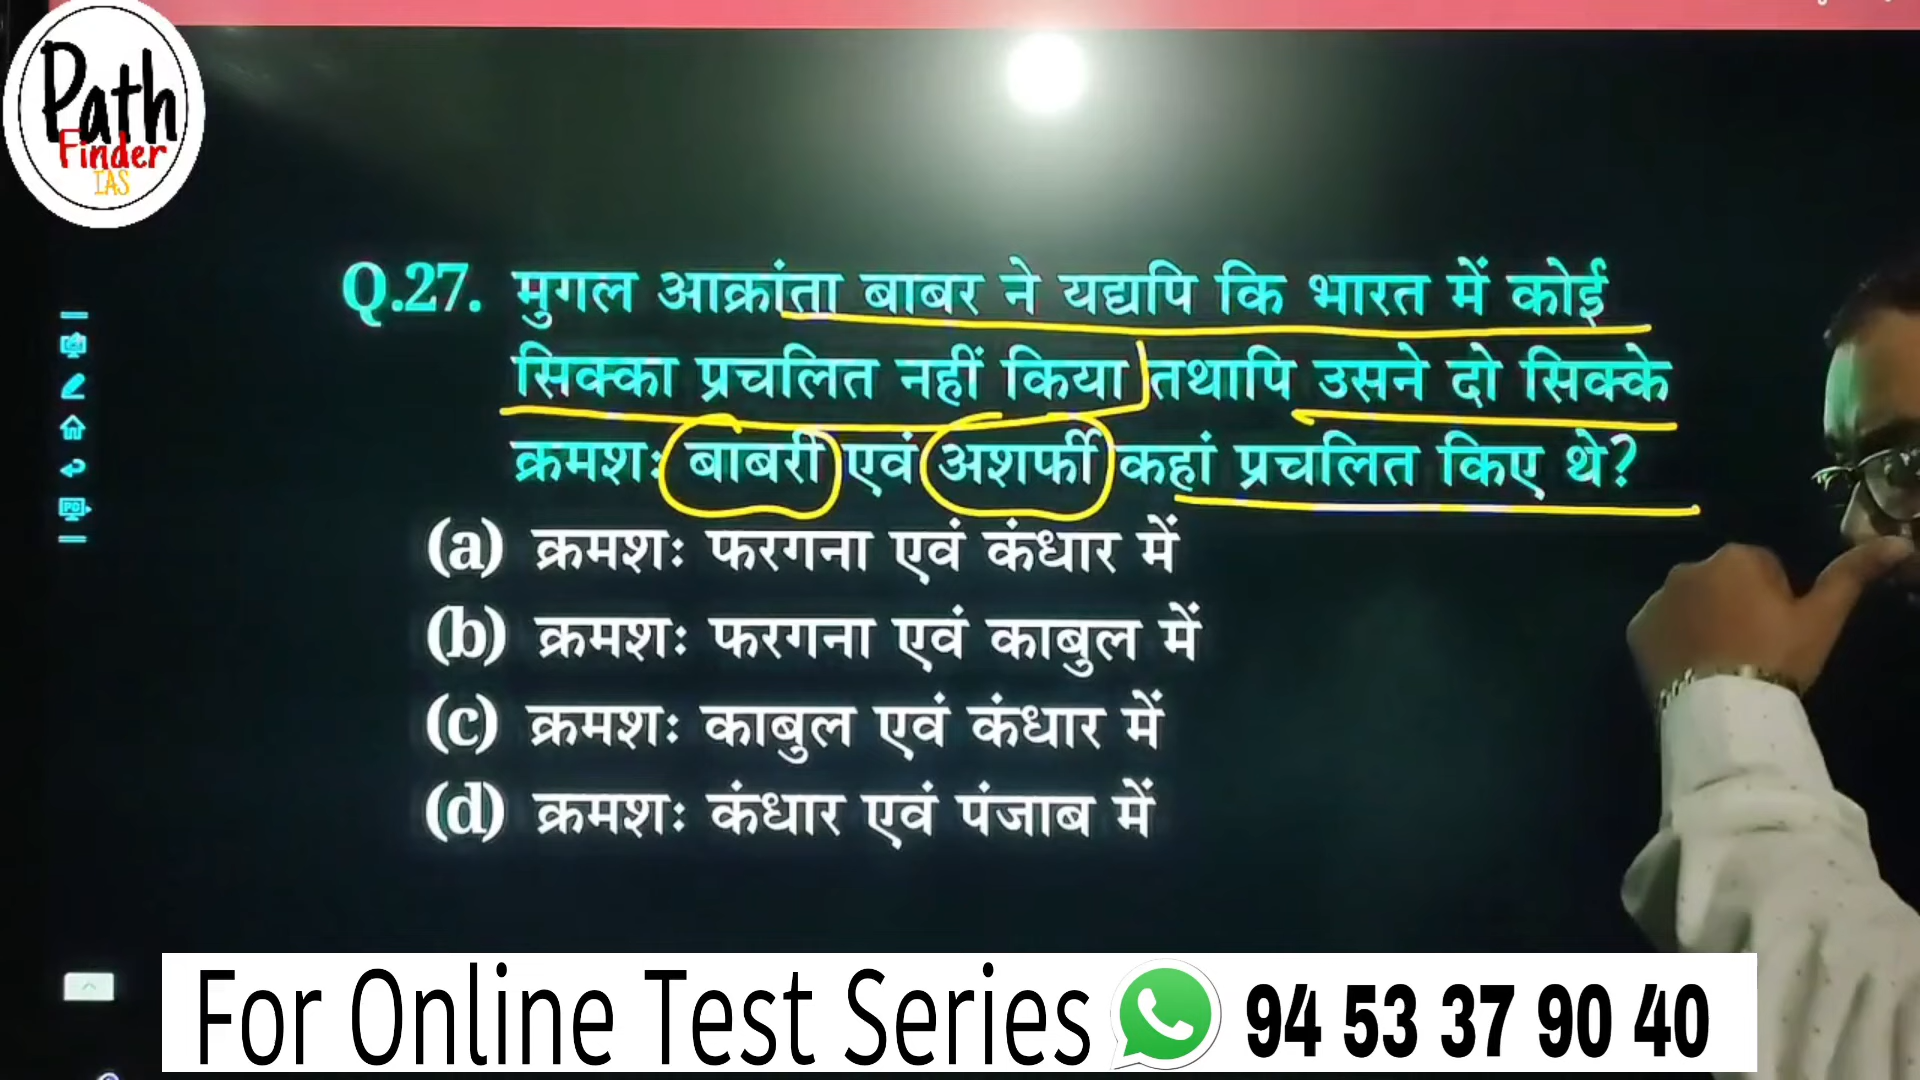 Path
Finder
IAS
Q.27. मुगल आक्रांता बाबर ने यद्यपि कि भारत में कोई
सिक्का प्रचलित नहीं किया तथापि उसने दो सिक्के
क्रमशः बाबरी एवं अशर्फी कहां प्रचलित किए थे?
(a) क्रमशः फरगना एवं कंधार में
(b) क्रमशः फरगना एवं काबुल में
(c) क्रमशः काबुल एवं कंधार में
(d) क्रमशः कंधार एवं पंजाब में
For Online Test Series 94 53 37 90 40